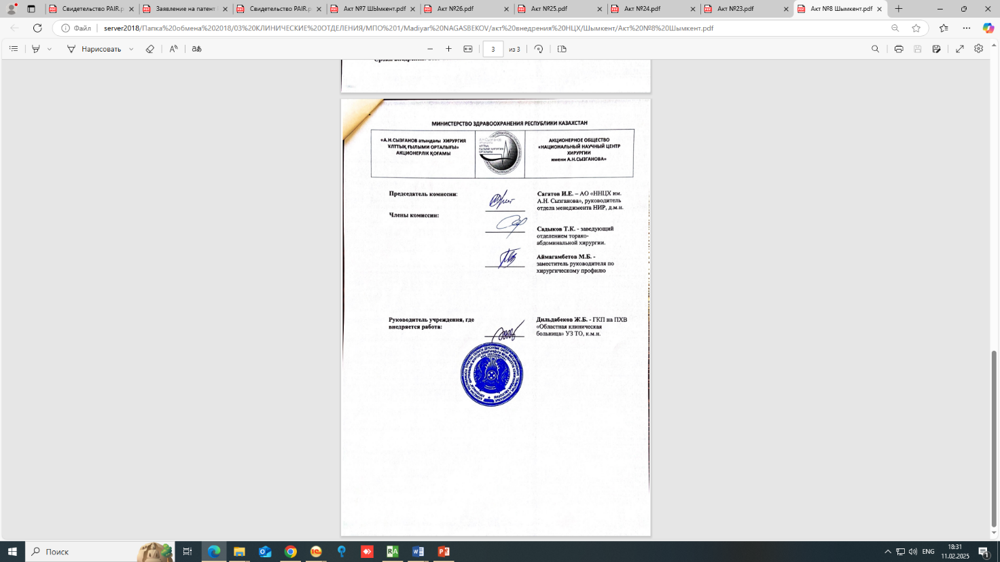 Свидетельство PAIR.p
Заявление на патент
Свидетельство PAIR.p
Акт №7 Шымкент.pdf
Акт №26.pdf
Акт №25.pdf
Акт №24.pdf
Акт №23.pdf
Акт №8 Шымкент.pdf
Файл
server2018/Папка%20обмена%202018/03%20КЛИНИЧЕСКИЕ%20ОТДЕЛЕНИЯ/МПО%201/Madiyar%20NAGASBEKOV/акт%20внедрения%20НЦХ/Шымкент/Акт%20№8%20Шымкент.pdf
Нарисовать
3 из 3
МИНИСТЕРСТВО ЗДРАВООХРАНЕНИЯ РЕСПУБЛИКИ КАЗАХСТАН
«А.Н.СЫЗҒАНОВ атындағы ХИРУРГИЯ
ҰЛТТЫҚ ҒЫЛЫМИ ОРТАЛЫҒЫ»
АКЦИОНЕРЛІК ҚОҒАМЫ
АКЦИОНЕРНОЕ ОБЩЕСТВО
«НАЦИОНАЛЬНЫЙ НАУЧНЫЙ ЦЕНТР
ХИРУРГИИ
имени А.Н.СЫЗГАНОВА»
Председатель комиссии:
Сагатов И.Е. – АО «ННЦХ им.
А.Н. Сызганова», руководитель
отдела менеджмента НИР, д.м.н.
Члены комиссии:
Садыков Т.К. - заведующий
отделением торако-
абдоминальной хирургии.
Аймагамбетов М.Б. -
заместитель руководителя по
хирургическому профилю
Руководитель учреждения, где
внедряется работа:
Дильдабеков Ж.Б. - ГКП на ПХВ
«Областная клиническая
больница» УЗ ТО, к.м.н.
Поиск
ENG
18:31
11.02.2025